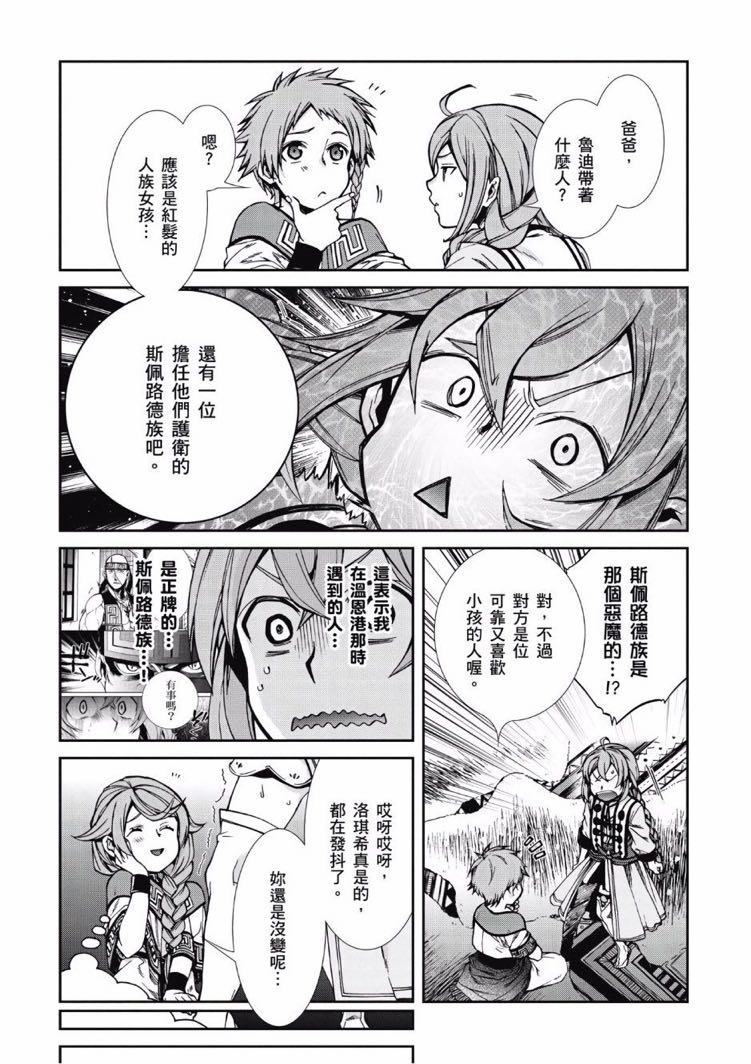 爸爸，
魯迪帶著
什麼人？
嗯？
應該是紅髮的
人族女孩…
還有一位
擔任他們護衛的
斯佩路德族吧。
斯佩路德族是
那個惡魔的…!?
對，不過
對方是位
可靠又喜歡
小孩的人喔。
這表示我
在溫恩港那時
遇到的人…
是正牌的…
斯佩路德族…！
有事嗎？
哎呀哎呀，
洛琪希真是的，
都在發抖了。
妳還是沒變呢…